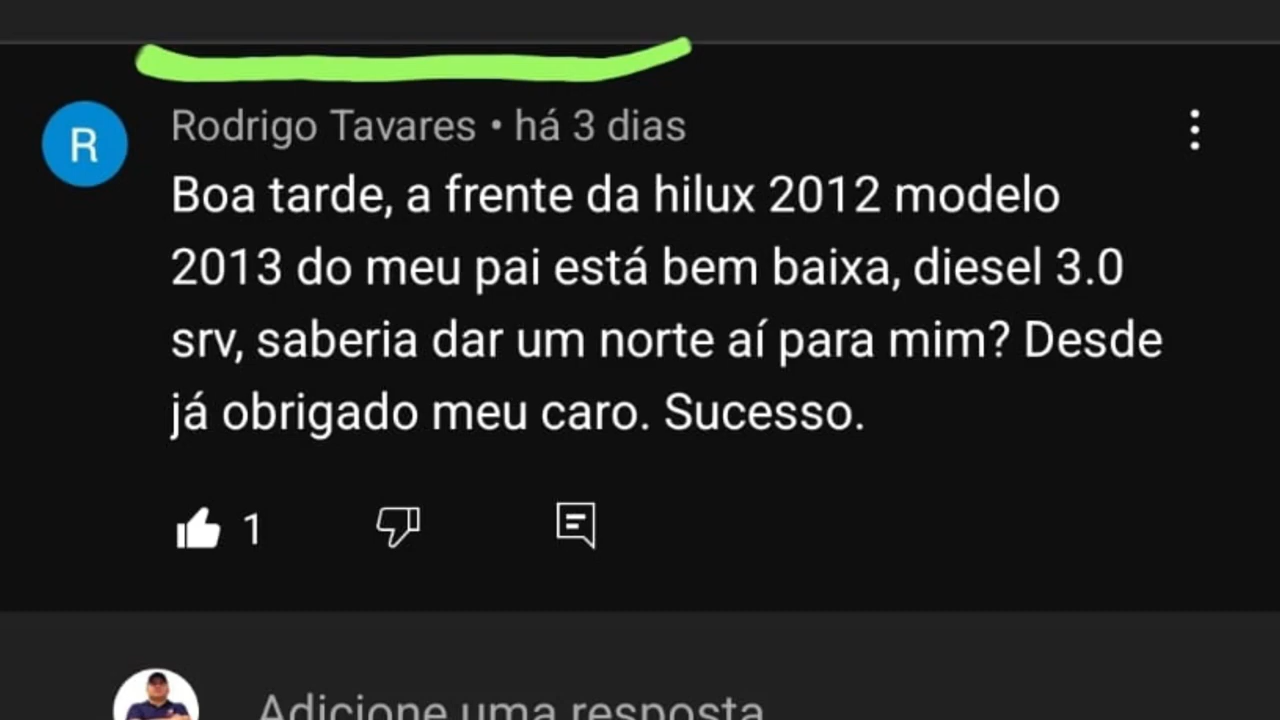 R
Rodrigo Tavares • há 3 dias
Boa tarde, a frente da hilux 2012 modelo
2013 do meu pai está bem baixa, diesel 3.0
srv, saberia dar um norte aí para mim? Desde
já obrigado meu caro. Sucesso.
1
Adicione uma resposta